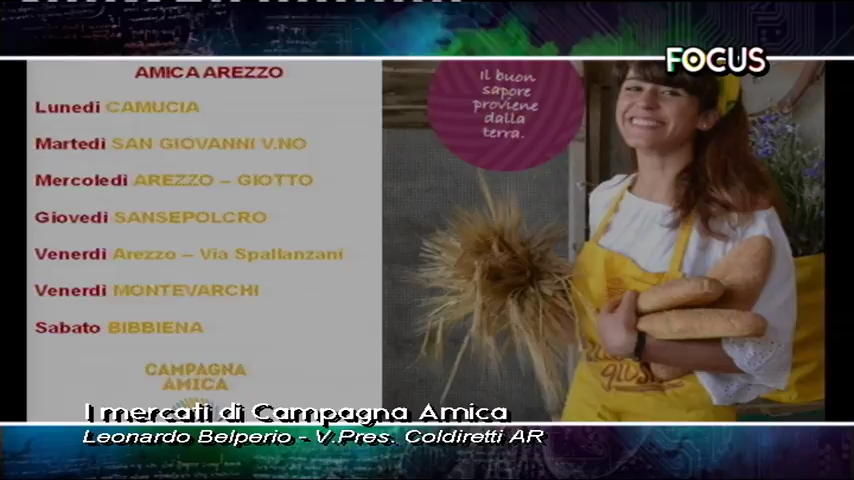 FOCUS
AMICA AREZZO
Lunedì CAMUCIA
Martedì SAN GIOVANNI V.NO
Mercoledì AREZZO – GIOTTO
Giovedì SANSEPOLCRO
Venerdì Arezzo – Via Spallanzani
Venerdì MONTEVARCHI
Sabato BIBBIENA
CAMPAGNA
AMICA
Il buon
sapore
proviene
dalla
terra.
I mercati di Campagna Amica
Leonardo Belperio - V.Pres. Coldiretti AR